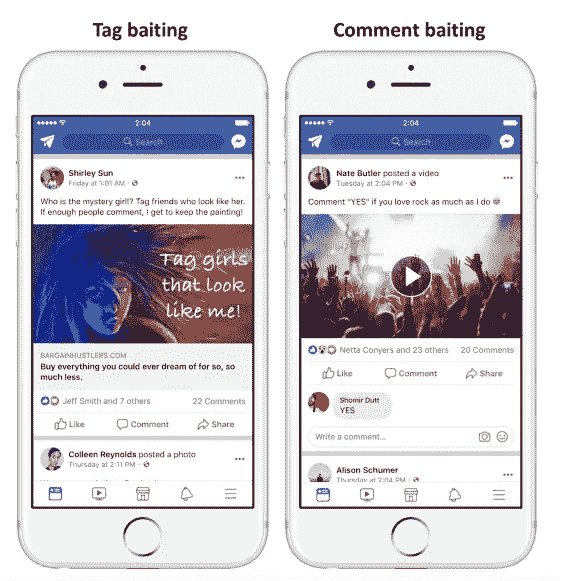 Tag baiting
Comment baiting
2:04
Search
Shirley Sun
Friday at 1:01 AM ·
Who is the mystery girl!? Tag friends who look like her.
If enough people comment, I get to keep the painting!
Tag girls
that look
like me!
BARGAINHUSTLERS.COM
Buy everything you could ever dream of for so, so
much less.
Jeff Smith and 7 others 22 Comments
Like Comment Share
Colleen Reynolds posted a photo
Thursday at 2:11 PM ·
2:04
Search
Nate Butler posted a video
Tuesday at 2:04 PM ·
Comment "YES" if you love rock as much as I do
Netta Conyers and 23 others 20 Comments
Like Comment Share
Shomir Dutt
YES
Write a comment...
Alison Schumer
Thursday at 2:04 PM ·